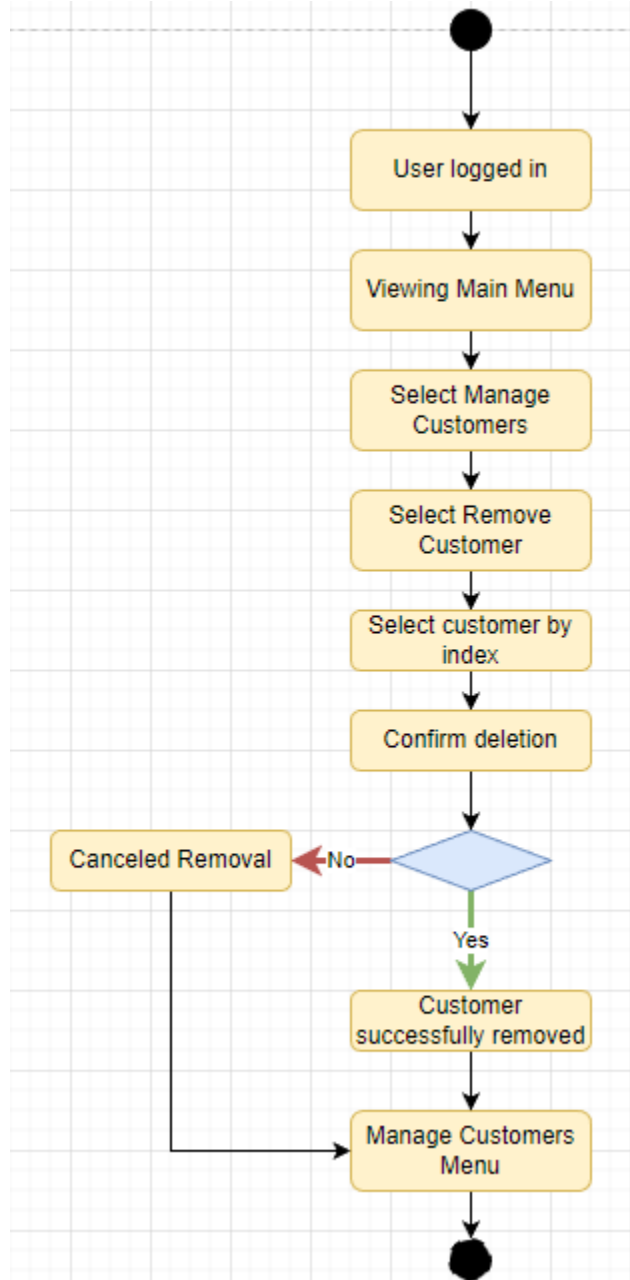 User logged in
Viewing Main Menu
Select Manage
Customers
Select Remove
Customer
Select customer by
index
Confirm deletion
Canceled Removal
No
Yes
Customer
successfully removed
Manage Customers
Menu